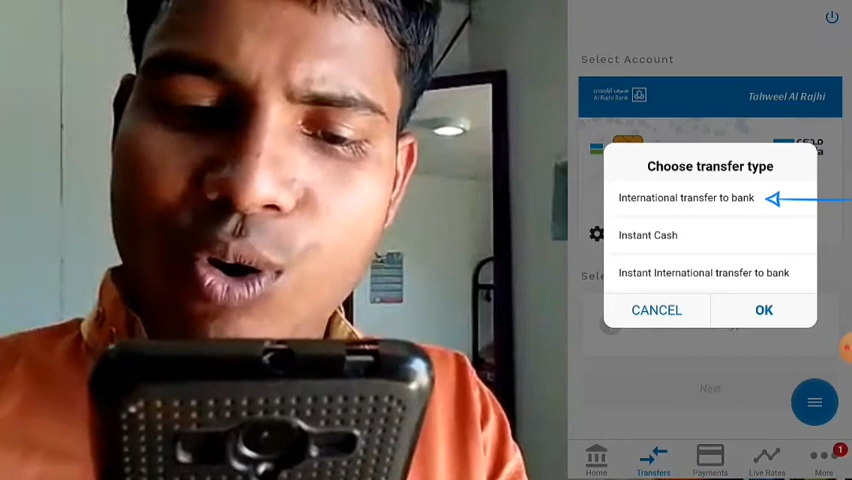 Select Account
مصرف الراجحي
Al Rajhi Bank
Tahweel Al Rajhi
Choose transfer type
International transfer to bank
Instant Cash
Instant International transfer to bank
CANCEL
OK
Next
Home
Transfers
Payments
Live Rates
More
1